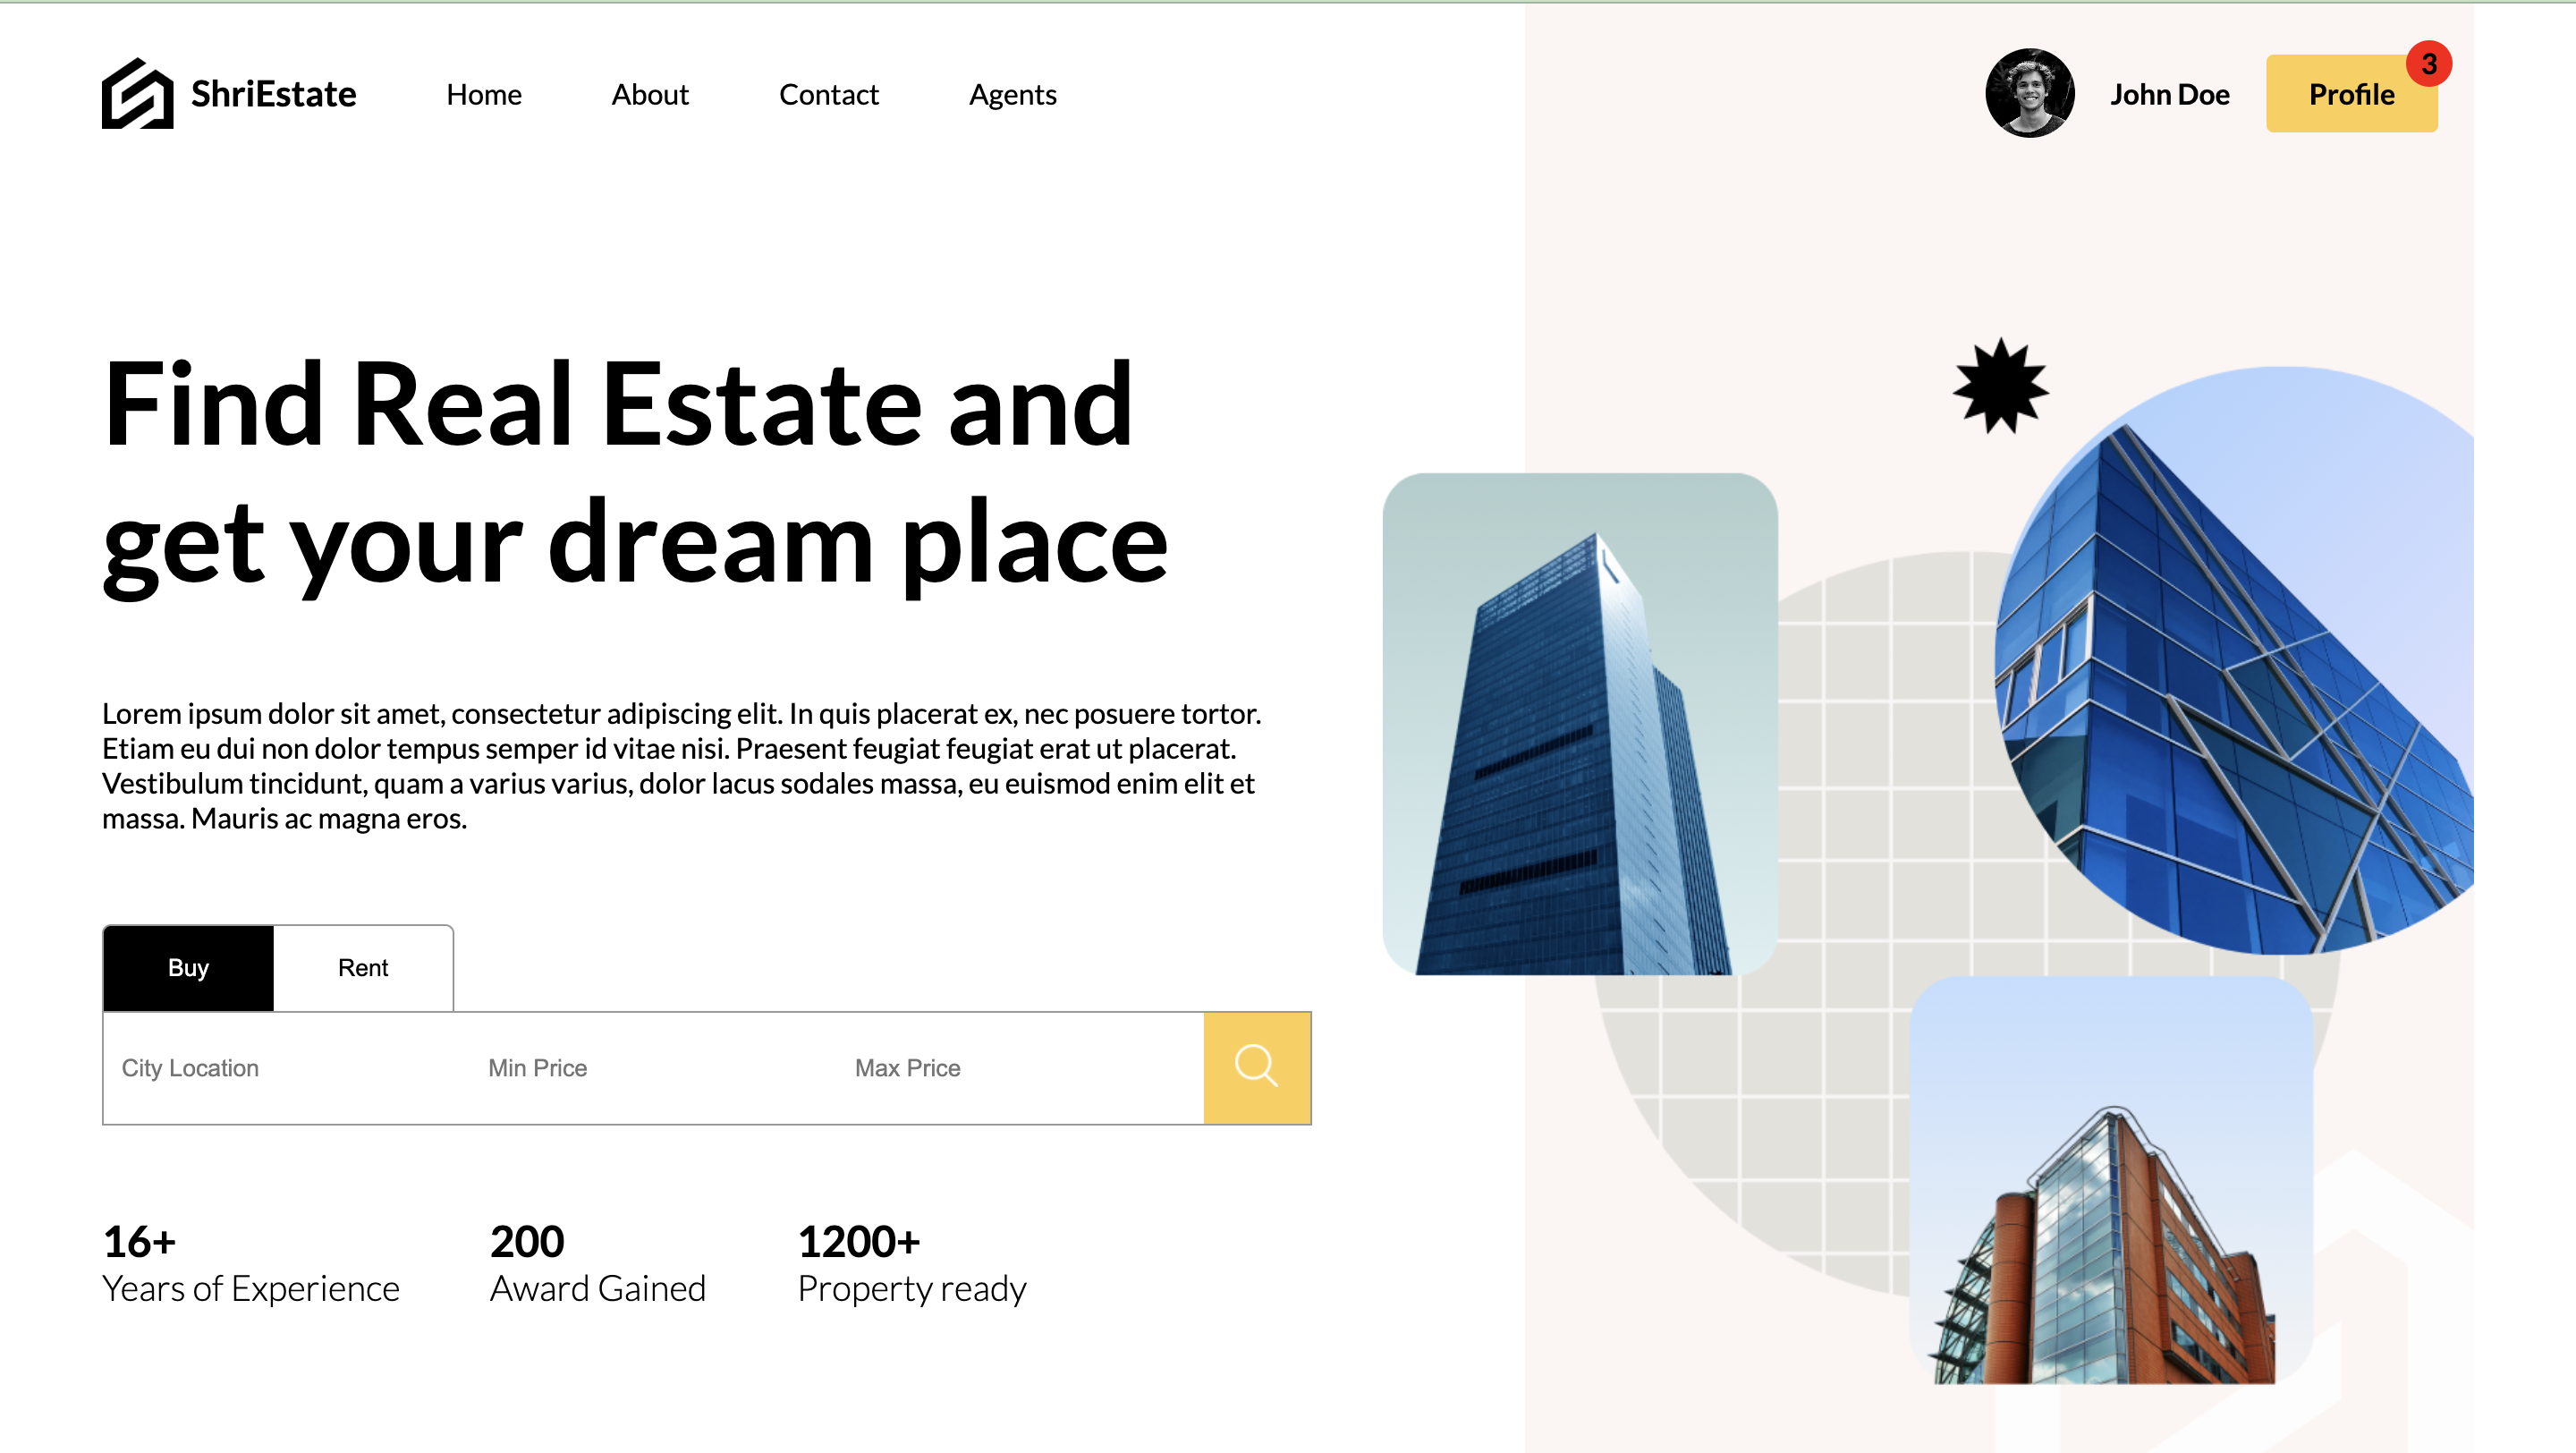 ShriEstate
Home
About
Contact
Agents
John Doe
Profile
3
Find Real Estate and
get your dream place
Lorem ipsum dolor sit amet, consectetur adipiscing elit. In quis placerat ex, nec posuere tortor.
Etiam eu dui non dolor tempus semper id vitae nisi. Praesent feugiat feugiat erat ut placerat.
Vestibulum tincidunt, quam a varius varius, dolor lacus sodales massa, eu euismod enim elit et
massa. Mauris ac magna eros.
Buy
Rent
City Location
Min Price
Max Price
16+
Years of Experience
200
Award Gained
1200+
Property ready